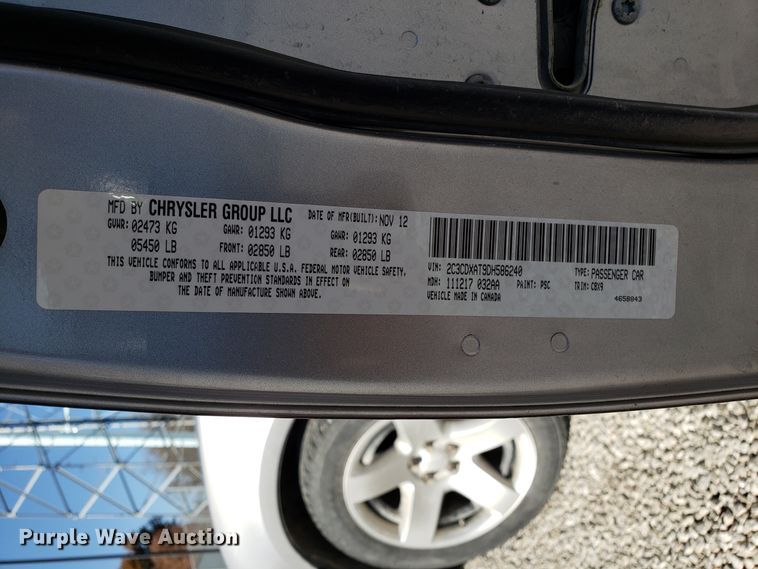 MFD BY CHRYSLER GROUP LLC DATE OF MFR(BUILT): NOV 12
GVWR: 02473 KG GAWR: 01293 KG GAWR: 01293 KG
05450 LB FRONT: 02850 LB REAR: 02850 LB
THIS VEHICLE CONFORMS TO ALL APPLICABLE U.S.A. FEDERAL MOTOR VEHICLE SAFETY,
BUMPER AND THEFT PREVENTION STANDARDS IN EFFECT ON
THE DATE OF MANUFACTURE SHOWN ABOVE.
VIN: 2C3CDXAT9DH586240 TYPE: PASSENGER CAR
MDH: 111217 032AA PAINT: PSC TRIM: CBX9
VEHICLE MADE IN CANADA 4658943
Purple Wave Auction®